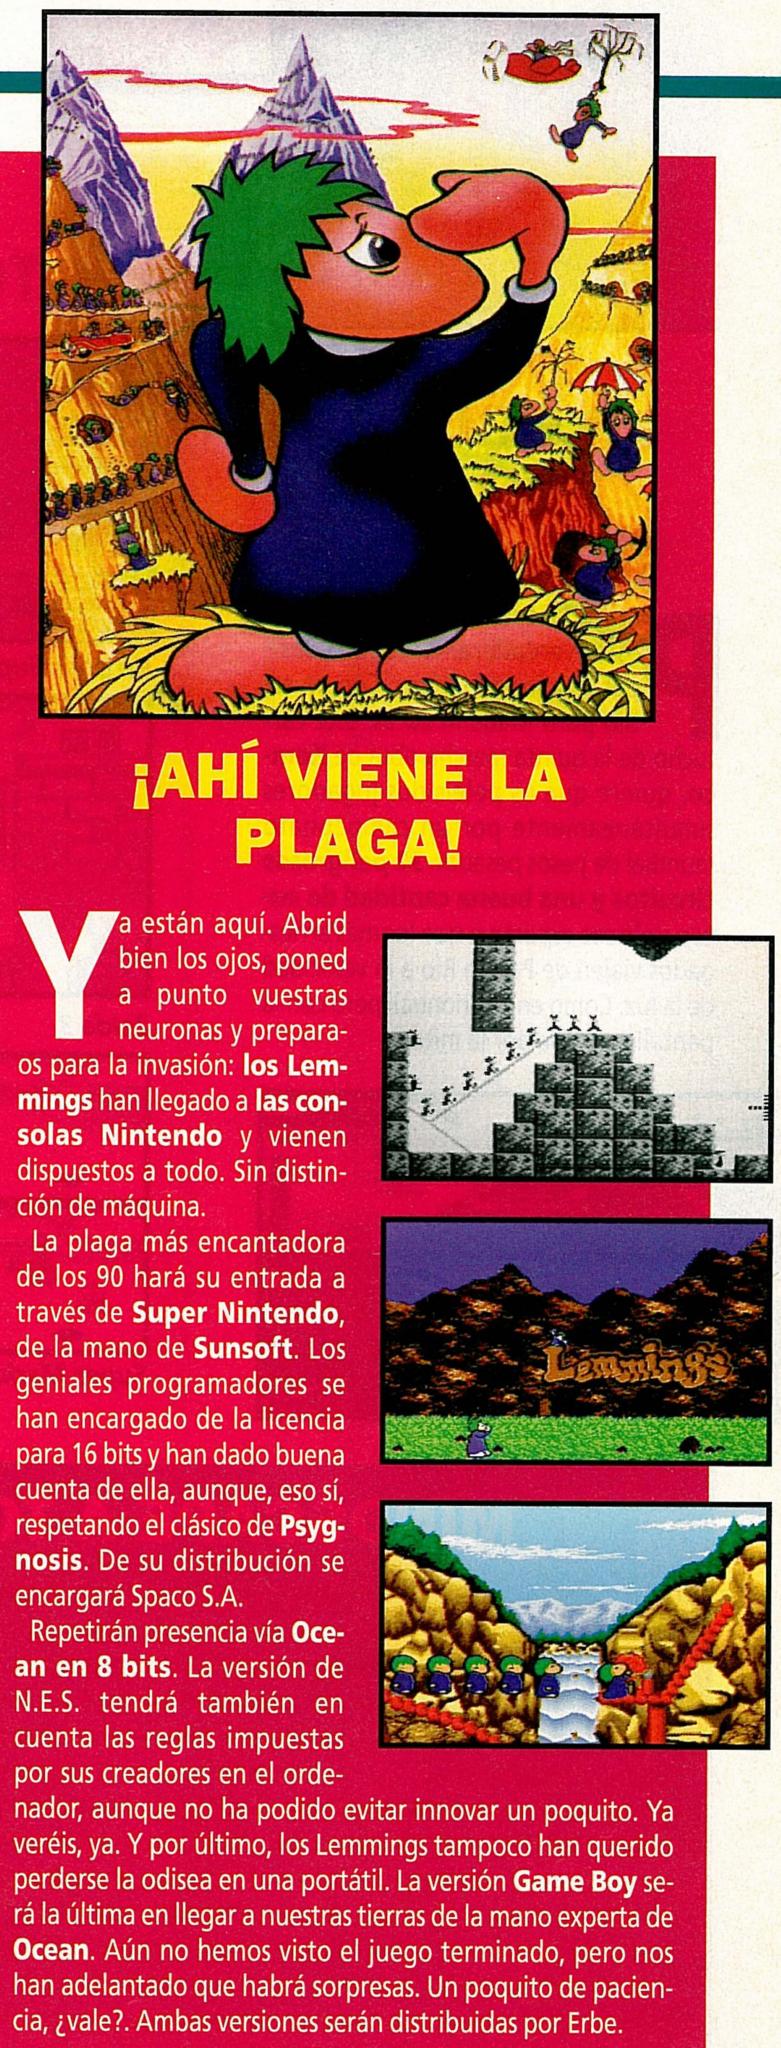 ¡AHÍ VIENE LA
PLAGA!
Ya están aquí. Abrid
bien los ojos, poned
a punto vuestras
neuronas y prepara-
os para la invasión: los Lem-
mings han llegado a las con-
solas Nintendo y vienen
dispuestos a todo. Sin distin-
ción de máquina.
La plaga más encantadora
de los 90 hará su entrada a
través de Super Nintendo,
de la mano de Sunsoft. Los
geniales programadores se
han encargado de la licencia
para 16 bits y han dado buena
cuenta de ella, aunque, eso sí,
respetando el clásico de Psyg-
nosis. De su distribución se
encargará Spaco S.A.
Repetirán presencia vía Oce-
an en 8 bits. La versión de
N.E.S. tendrá también en
cuenta las reglas impuestas
por sus creadores en el orde-
nador, aunque no ha podido evitar innovar un poquito. Ya
veréis, ya. Y por último, los Lemmings tampoco han querido
perderse la odisea en una portátil. La versión Game Boy se-
rá la última en llegar a nuestras tierras de la mano experta de
Ocean. Aún no hemos visto el juego terminado, pero nos
han adelantado que habrá sorpresas. Un poquito de pacien-
cia, ¿vale?. Ambas versiones serán distribuidas por Erbe.
Lemmings